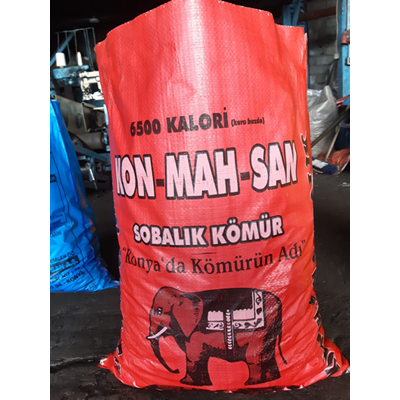 6500 KALORİ (kuru bazda)
KON-MAH-SAN
SOBALIK KÖMÜR
"Konya'da Kömürün Adı"